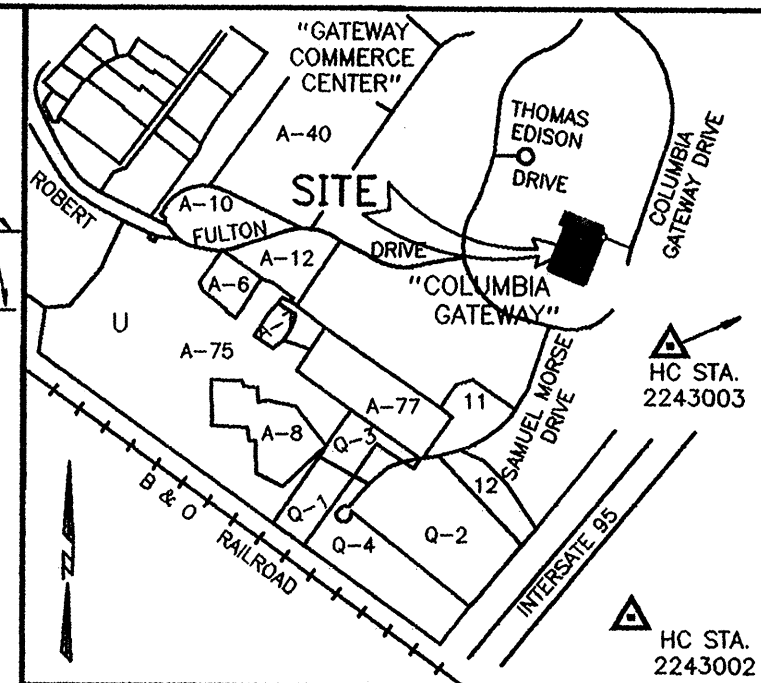 "GATEWAY
COMMERCE
CENTER"
A-40
THOMAS
EDISON
DRIVE
COLUMBIA
GATEWAY DRIVE
ROBERT
A-10
FULTON
DRIVE
SITE
A-12
A-6
"COLUMBIA
GATEWAY"
U
A-75
HC STA.
2243003
A-77
11
SAMUEL MORSE
DRIVE
A-8
Q-3
12
Q-1
Q-4
Q-2
B & O RAILROAD
INTERSATE 95
HC STA.
2243002